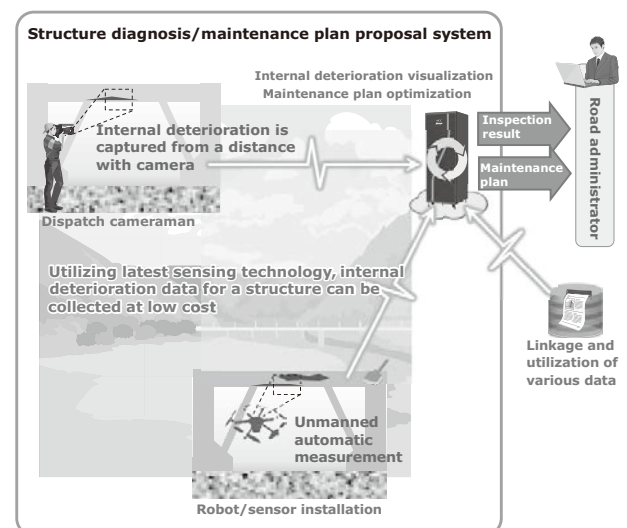 Structure diagnosis/maintenance plan proposal system
Internal deterioration visualization
Maintenance plan optimization
Internal deterioration is
captured from a distance
with camera
Dispatch cameraman
Inspection
result
Maintenance
plan
Road administrator
Utilizing latest sensing technology, internal
deterioration data for a structure can be
collected at low cost
Linkage and
utilization of
various data
Unmanned
automatic
measurement
Robot/sensor installation